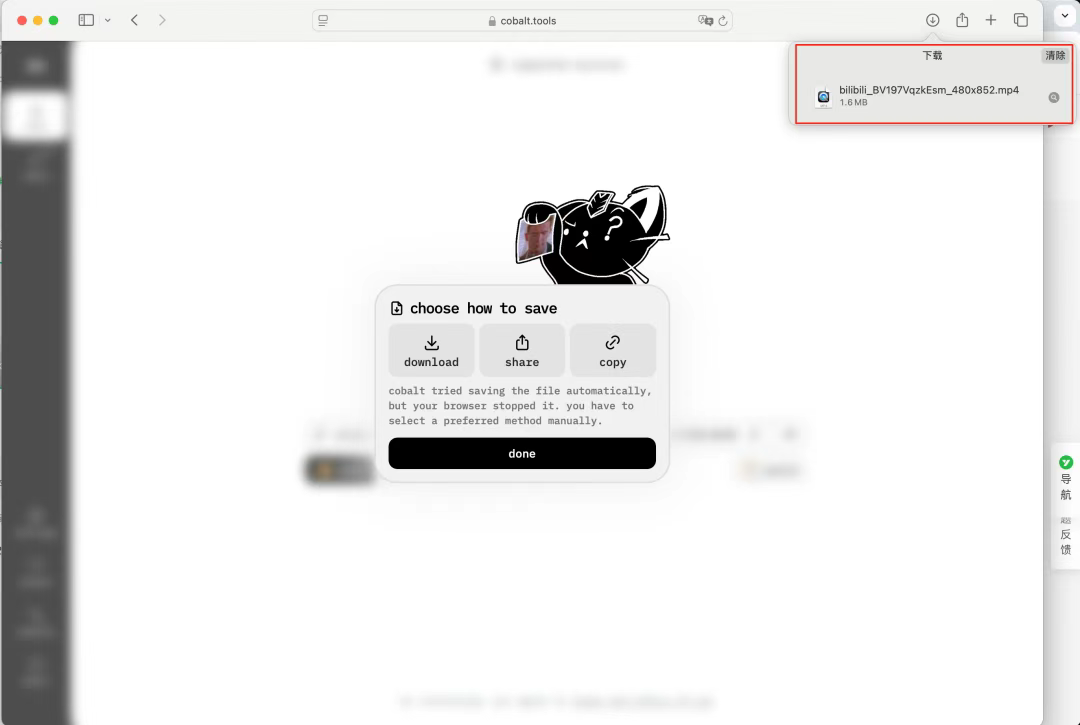 cobalt.tools
下载
清除
bilibili_BV197VqzkEsm_480x852.mp4
1.6 MB
choose how to save
download
share
copy
cobalt tried saving the file automatically,
but your browser stopped it. you have to
select a preferred method manually.
done
导
航
反
馈